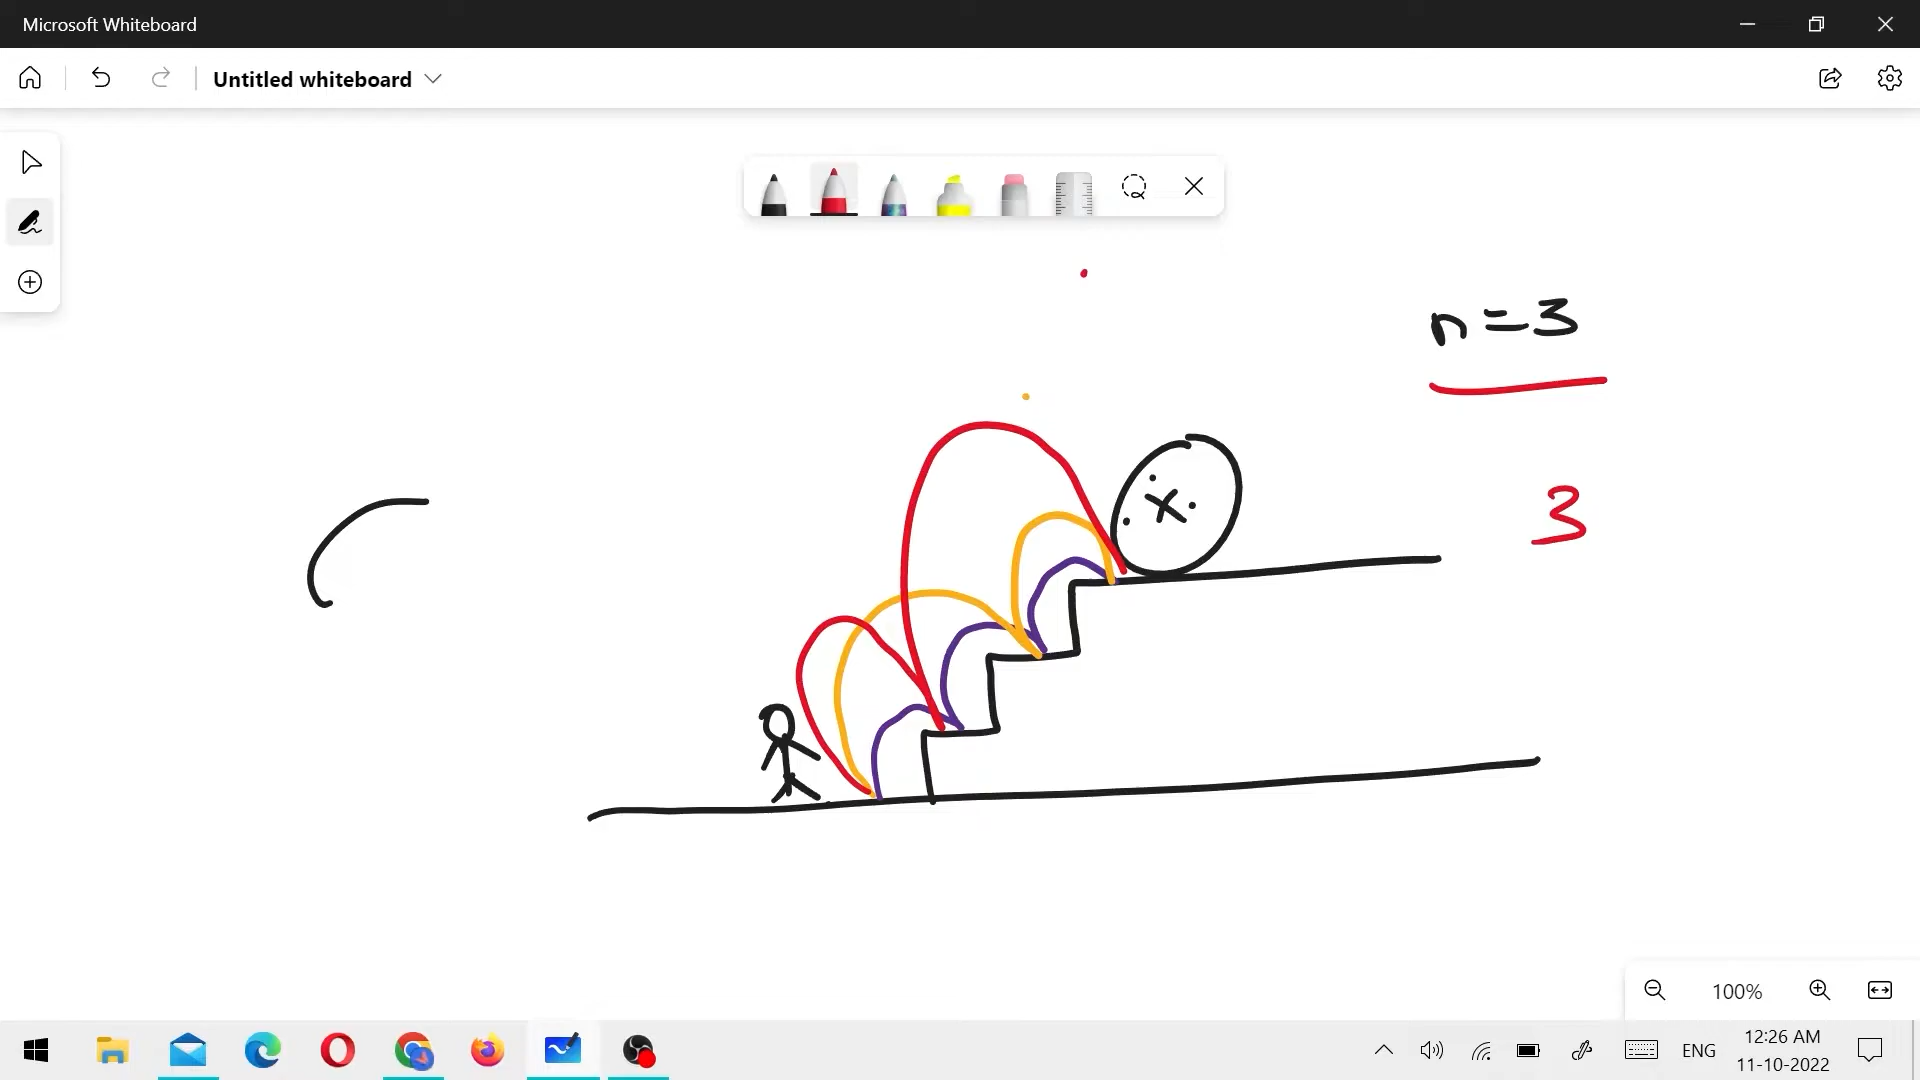 Microsoft Whiteboard
Untitled whiteboard
n=3
3
100%
ENG
12:26 AM
11-10-2022